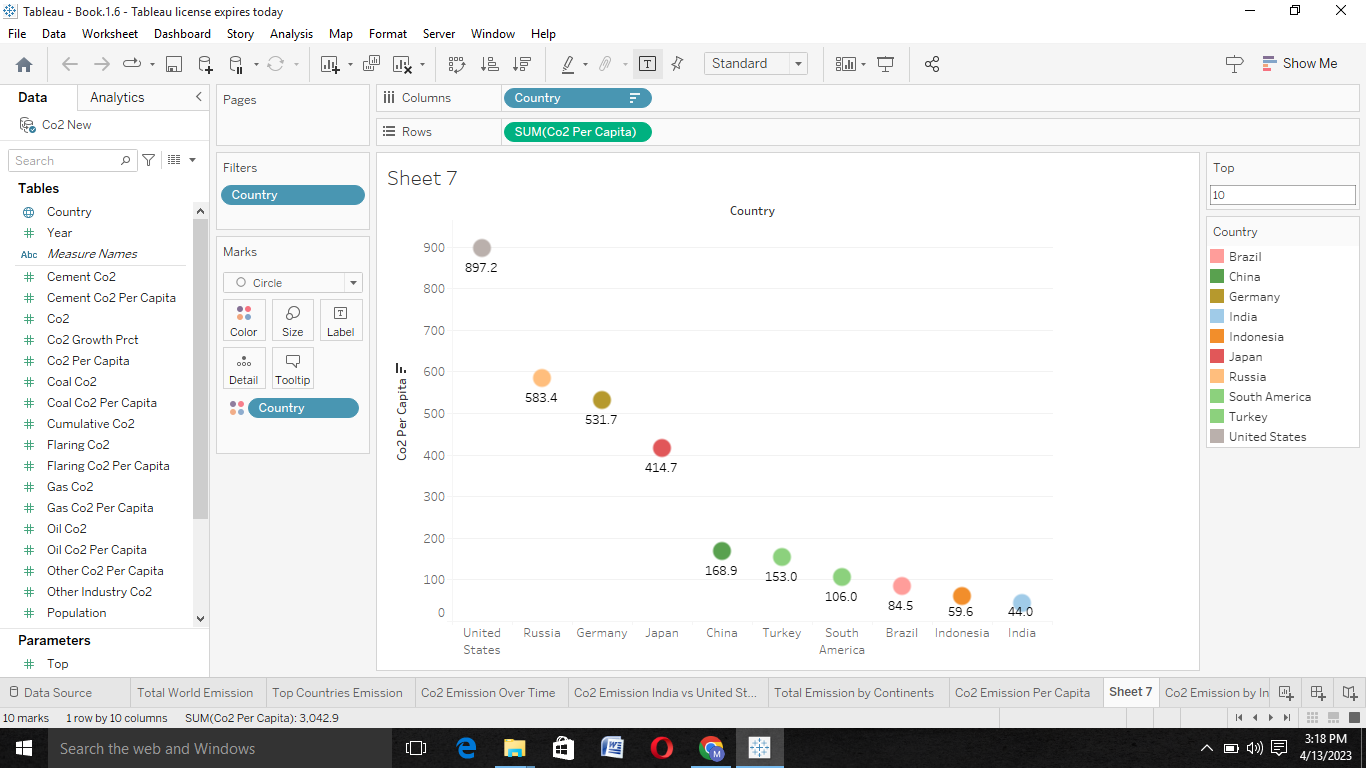 Tableau - Book.1.6 - Tableau license expires today
File Data Worksheet Dashboard Story Analysis Map Format Server Window Help
Standard
Show Me
Data Analytics
Co2 New
Search
Tables
Country
Year
Abc Measure Names
Cement Co2
Cement Co2 Per Capita
Co2
Co2 Growth Prct
Co2 Per Capita
Coal Co2
Coal Co2 Per Capita
Cumulative Co2
Flaring Co2
Flaring Co2 Per Capita
Gas Co2
Gas Co2 Per Capita
Oil Co2
Oil Co2 Per Capita
Other Co2 Per Capita
Other Industry Co2
Population
Parameters
Top
Pages
Filters
Country
Marks
Circle
Color Size Label
Detail Tooltip
Country
Columns Country
Rows SUM(Co2 Per Capita)
Sheet 7
Country
Co2 Per Capita
900
800
700
600
500
400
300
200
100
0
897.2
583.4
531.7
414.7
168.9
153.0
106.0
84.5
59.6
44.0
United States
Russia
Germany
Japan
China
Turkey
South America
Brazil
Indonesia
India
Top
10
Country
Brazil
China
Germany
India
Indonesia
Japan
Russia
South America
Turkey
United States
Data Source Total World Emission Top Countries Emission Co2 Emission Over Time Co2 Emission India vs United St... Total Emission by Continents Co2 Emission Per Capita Sheet 7 Co2 Emission by In
10 marks 1 row by 10 columns SUM(Co2 Per Capita): 3,042.9
Search the web and Windows
W
M
3:18 PM
4/13/2023